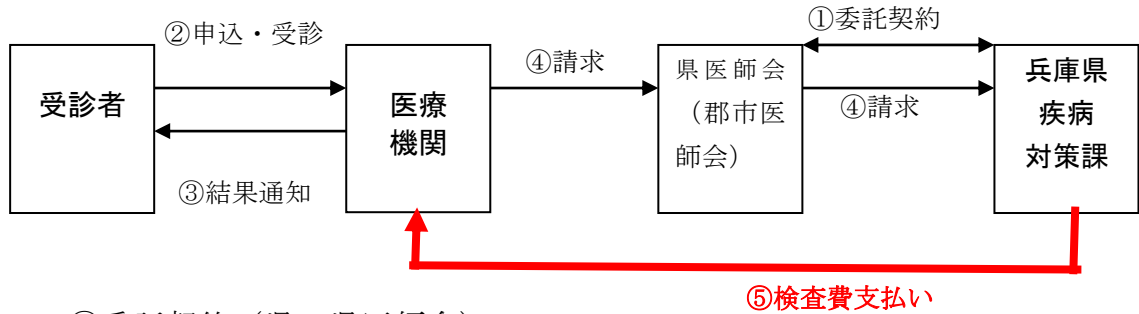 ①委託契約
②申込・受診
④請求
受診者
医療
機関
県医師会
（郡市医
師会）
兵庫県
疾病
対策課
④請求
③結果通知
⑤検査費支払い